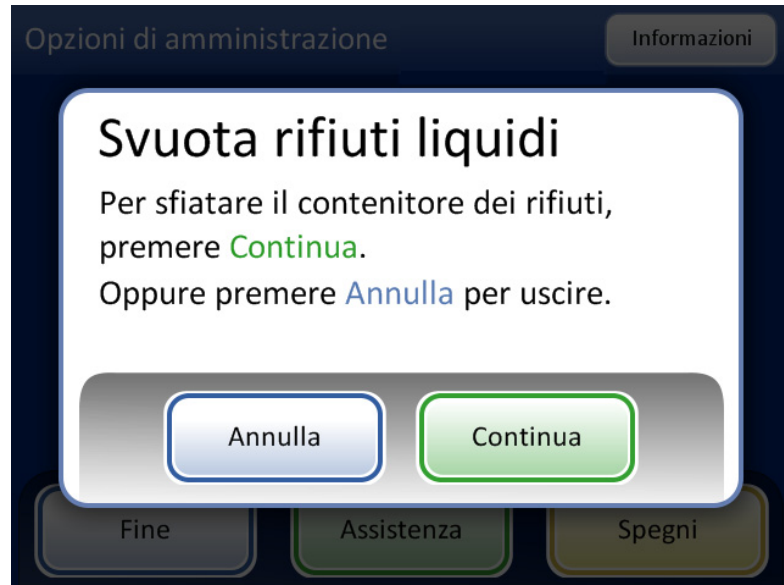 Opzioni di amministrazione
Informazioni
Svuota rifiuti liquidi
Per sfiatare il contenitore dei rifiuti,
premere Continua.
Oppure premere Annulla per uscire.
Annulla
Continua
Fine
Assistenza
Spegni